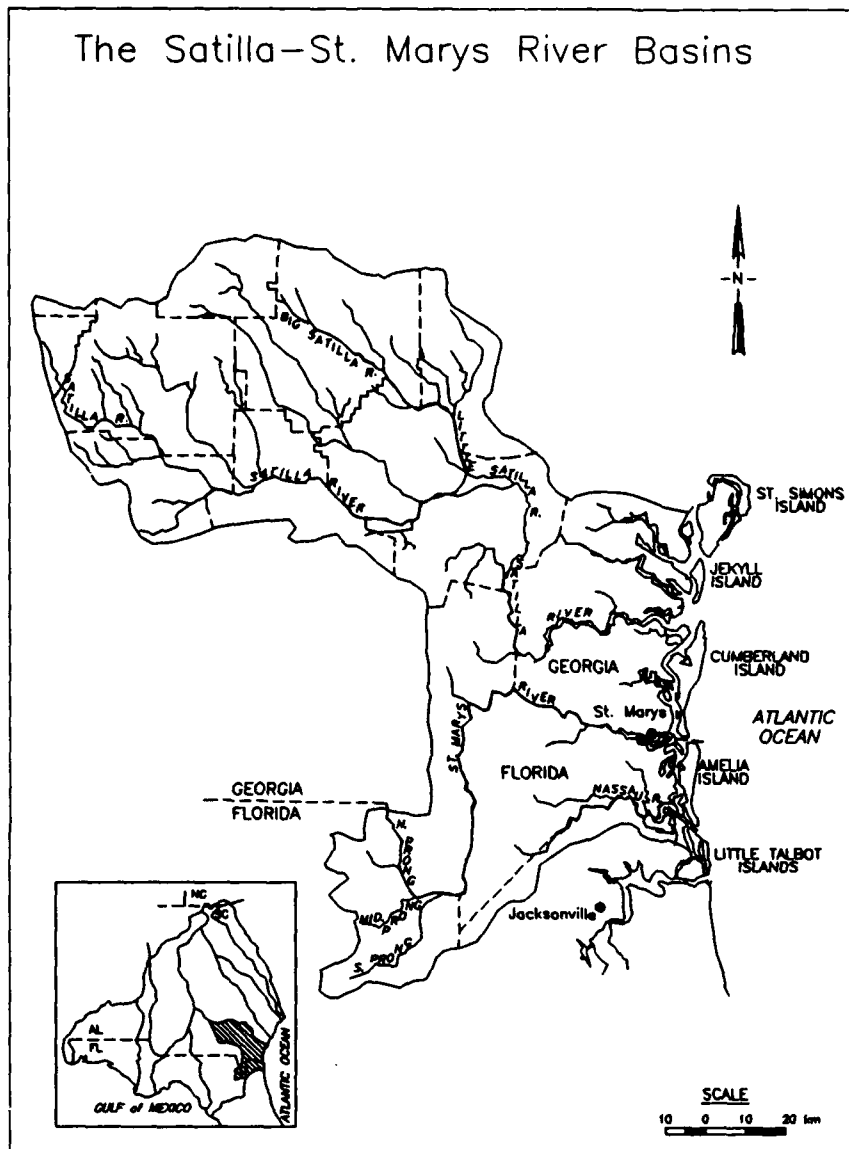 The Satilla-St. Marys River Basins
-N-
BIG SATILLA R.
SATILLA R.
LITTLE SATILLA R.
SATILLA RIVER
ST. SIMONS
ISLAND
JEKYLL
ISLAND
SATILLA RIVER
GEORGIA
CUMBERLAND
ISLAND
ST. MARYS RIVER
St. Marys
ATLANTIC
OCEAN
FLORIDA
AMELIA
ISLAND
GEORGIA
FLORIDA
NASSAU R.
N. PRONG
LITTLE TALBOT
ISLANDS
MID. PRONG
Jacksonville
S. PRONG
NC
SC
AL
FL
ATLANTIC OCEAN
GULF of MEXICO
SCALE
10 0 10 20 km